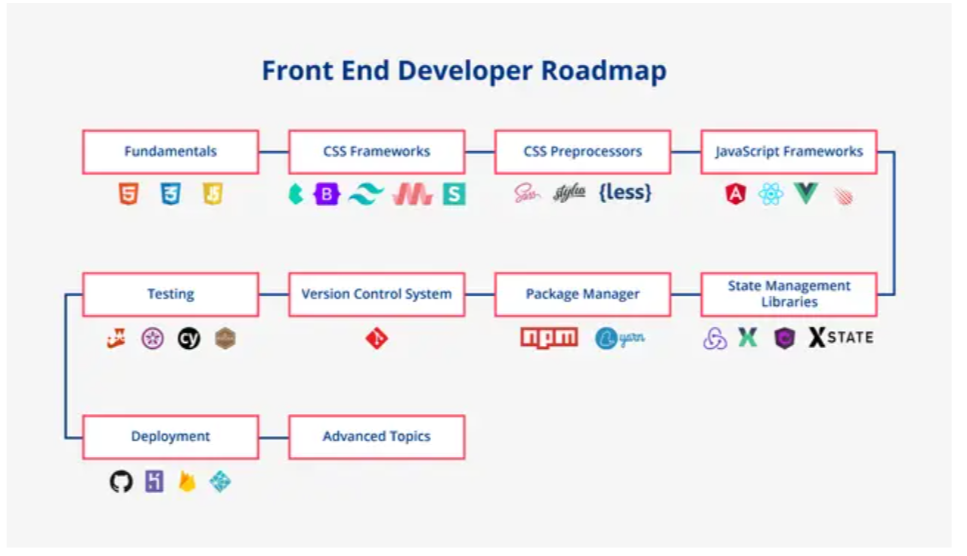 Front End Developer Roadmap
Fundamentals
CSS Frameworks
CSS Preprocessors
JavaScript Frameworks
5
3
JS
B
S
Sass
stylus
{less}
A
Testing
Version Control System
Package Manager
State Management
Libraries
cy
npm
yarn
XSTATE
Deployment
Advanced Topics
H